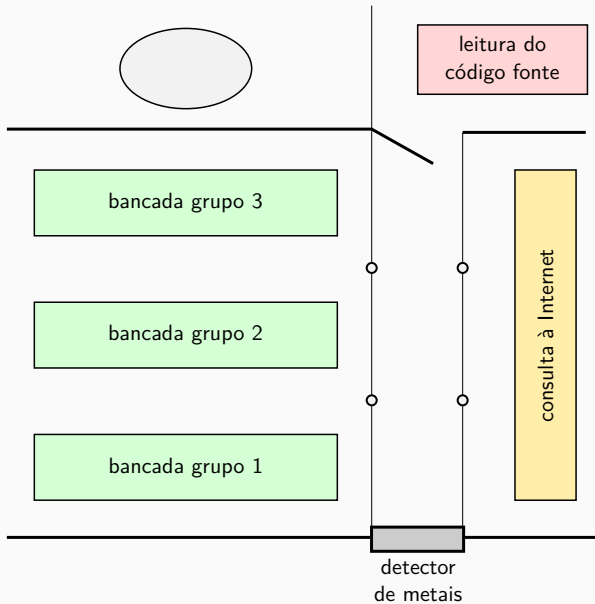 leitura do
código fonte
bancada grupo 3
bancada grupo 2
consulta à Internet
bancada grupo 1
detector
de metais